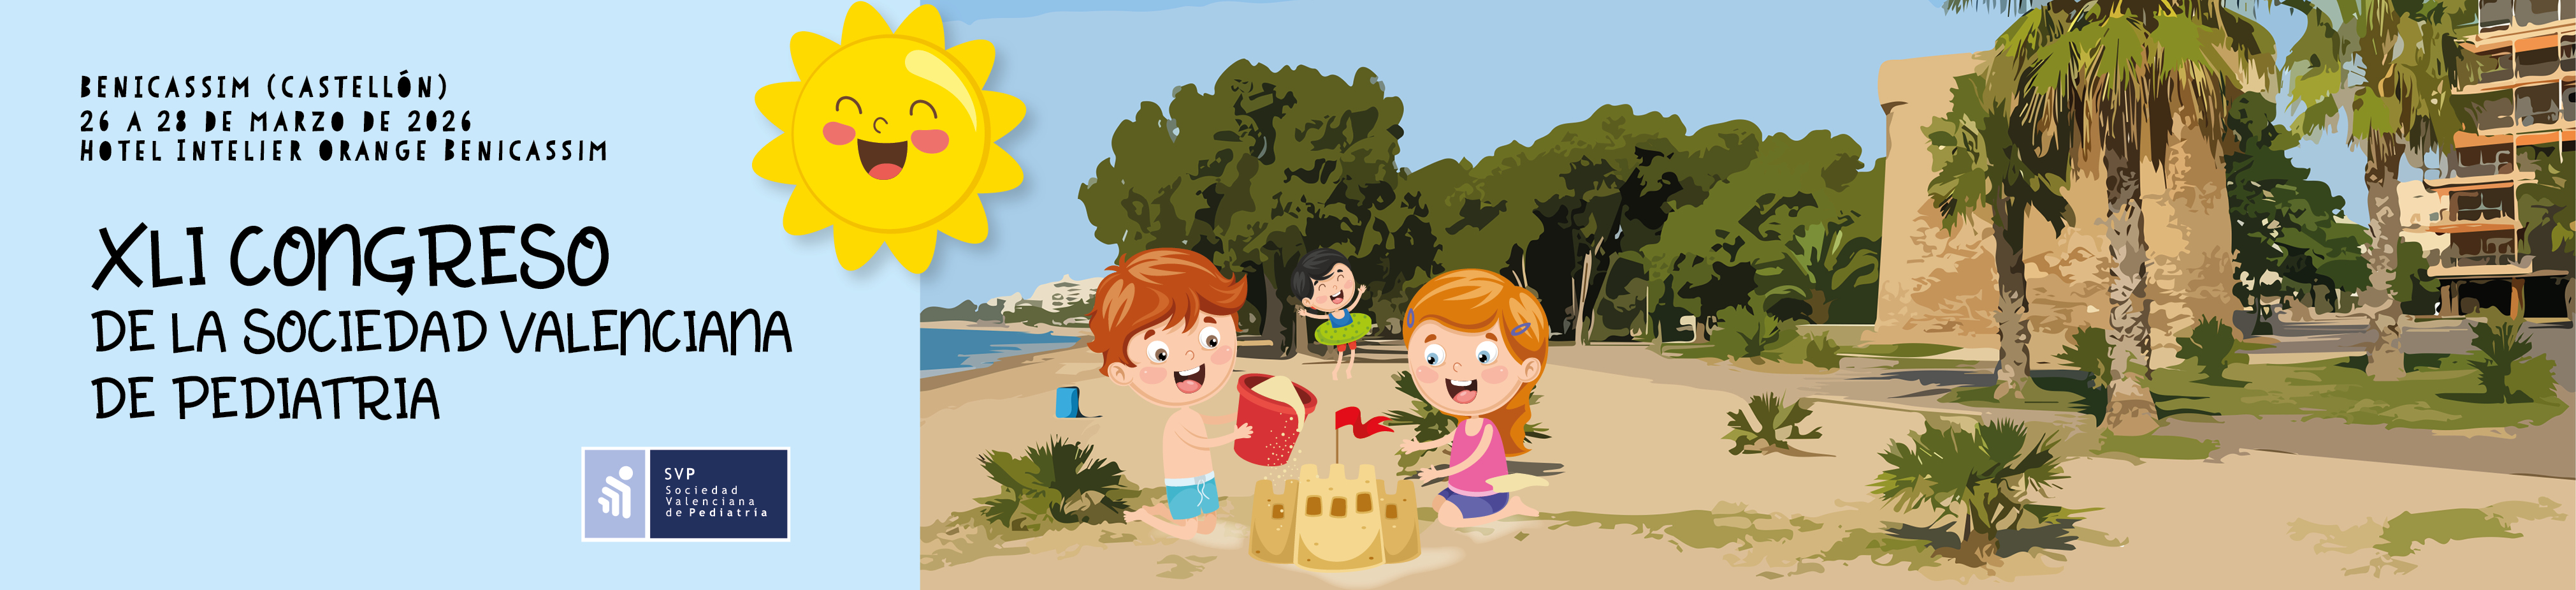 BENICASSIM (CASTELLÓN)
26 A 28 DE MARZO DE 2026
HOTEL INTELIER ORANGE BENICASSIM
XLI CONGRESO
DE LA SOCIEDAD VALENCIANA
DE PEDIATRIA
SVP
Sociedad
Valenciana
de Pediatria